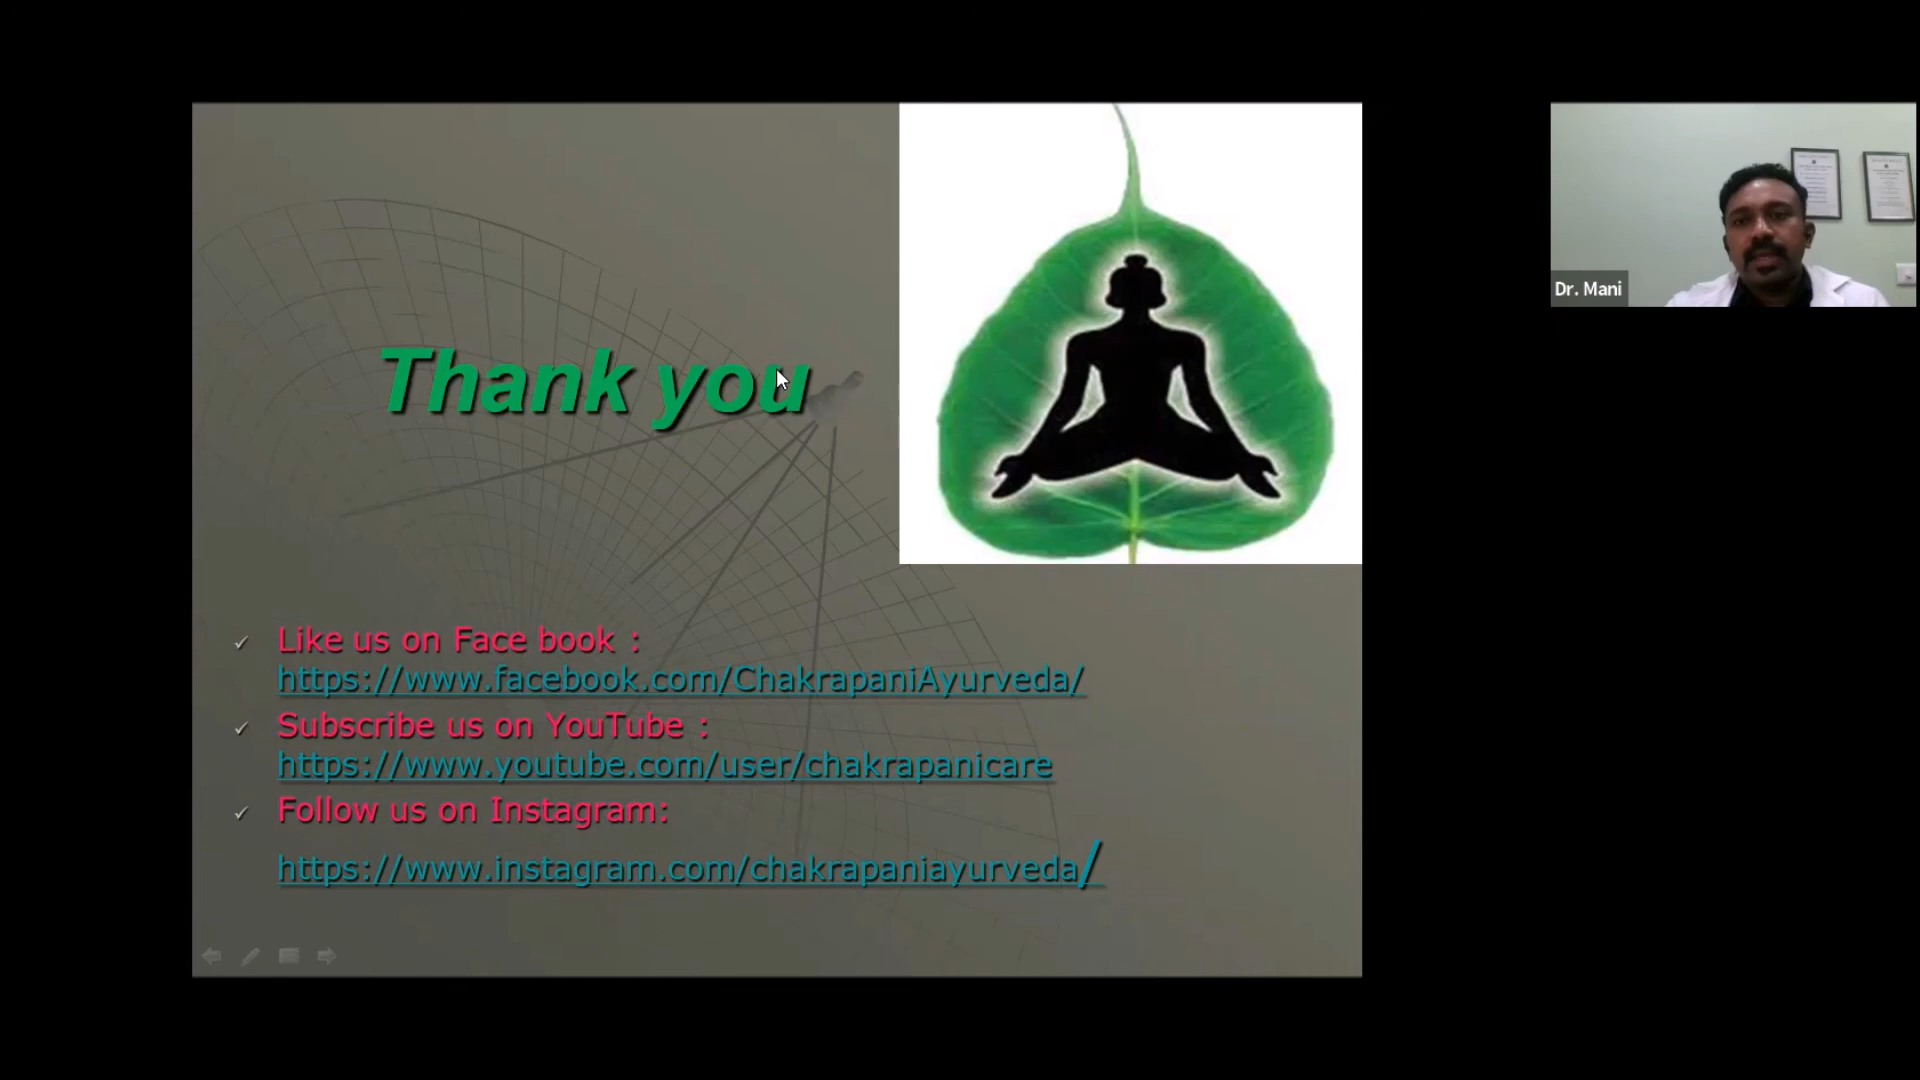 Thank you
Dr. Mani
Like us on Face book :
https://www.facebook.com/ChakrapaniAyurveda/
Subscribe us on YouTube :
https://www.youtube.com/user/chakrapanicare
Follow us on Instagram:
https://www.instagram.com/chakrapaniayurveda/